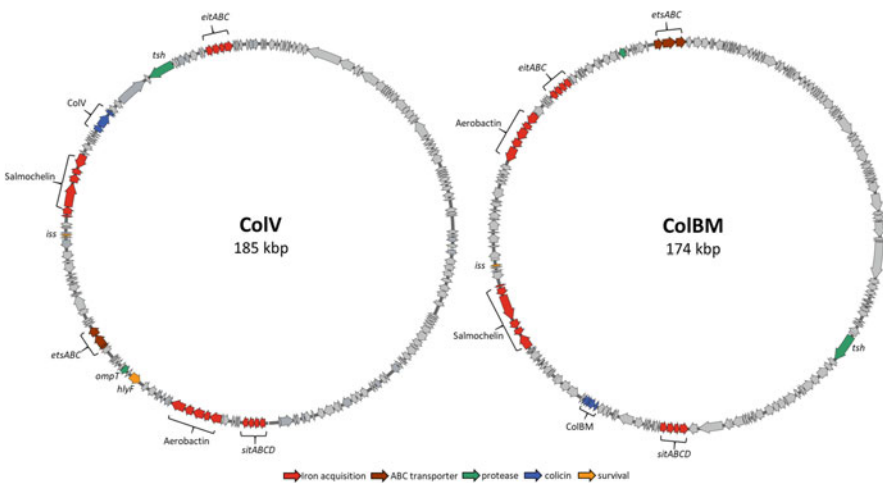 eitABC
tsh
ColV
Salmochelin
iss
etsABC
ompT
hlyF
Aerobactin
sitABCD
ColV
185 kbp
etsABC
eitABC
Aerobactin
iss
Salmochelin
ColBM
sitABCD
tsh
ColBM
174 kbp
Iron acquisition ABC transporter protease colicin survival